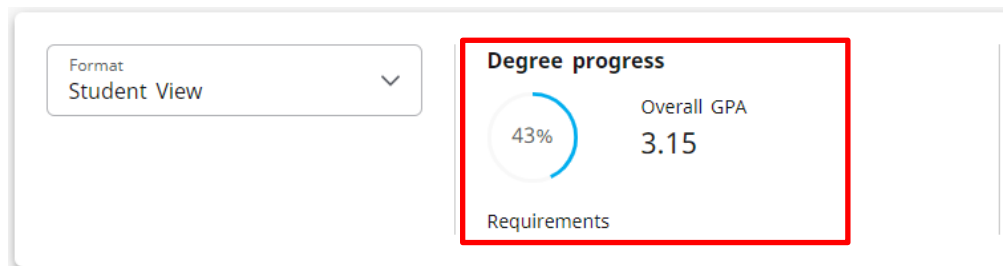 Format
Student View
Degree progress
43%
Overall GPA
3.15
Requirements